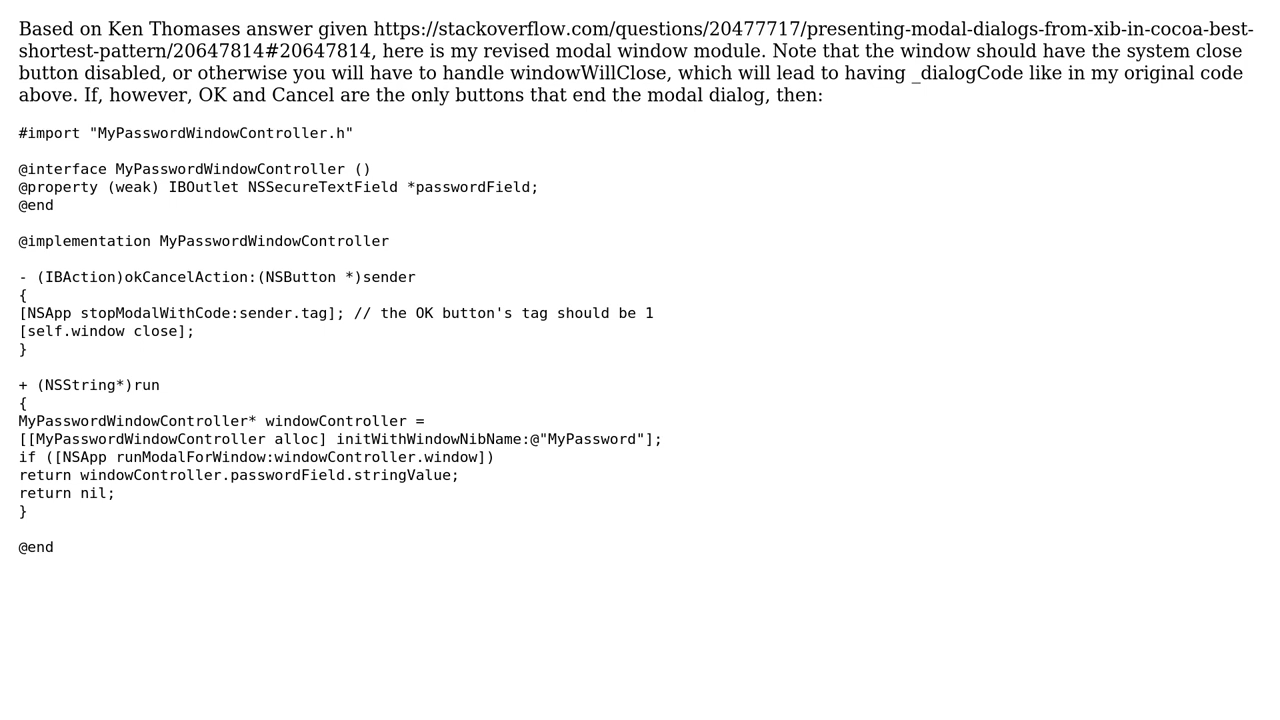 Based on Ken Thomases answer given https://stackoverflow.com/questions/20477717/presenting-modal-dialogs-from-xib-in-cocoa-best-
shortest-pattern/20647814#20647814, here is my revised modal window module. Note that the window should have the system close
button disabled, or otherwise you will have to handle windowWillClose, which will lead to having _dialogCode like in my original code
above. If, however, OK and Cancel are the only buttons that end the modal dialog, then:
#import "MyPasswordWindowController.h"
@interface MyPasswordWindowController ()
@property (weak) IBOutlet NSSecureTextField *passwordField;
@end
@implementation MyPasswordWindowController
- (IBAction)okCancelAction:(NSButton *)sender
{
[NSApp stopModalWithCode:sender.tag]; // the OK button's tag should be 1
[self.window close];
}
+ (NSString*)run
{
MyPasswordWindowController* windowController =
[[MyPasswordWindowController alloc] initWithWindowNibName:@"MyPassword"];
if ([NSApp runModalForWindow:windowController.window])
return windowController.passwordField.stringValue;
return nil;
}
@end